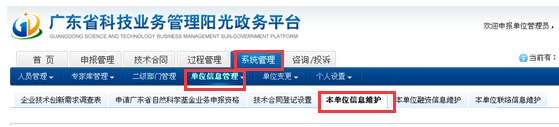 广东省科技业务管理阳光政务平台
GUANGDONG SCIENCE AND TECHNOLOGY BUSINESS MANAGEMENT SUN-GOVERNMENT PLATFORM
欢迎申报单位管理员，
首 页 申报管理 技术合同 过程管理 系统管理 咨询/投诉
当前有：
人员管理 专家库管理 二级部门管理 单位信息管理 单位变更 个人设置
企业技术创新需求调查表 申请广东省自然科学基金业务申报资格 技术合同登记设置 本单位信息维护 本单位融资信息维护 本单位联络信息维护